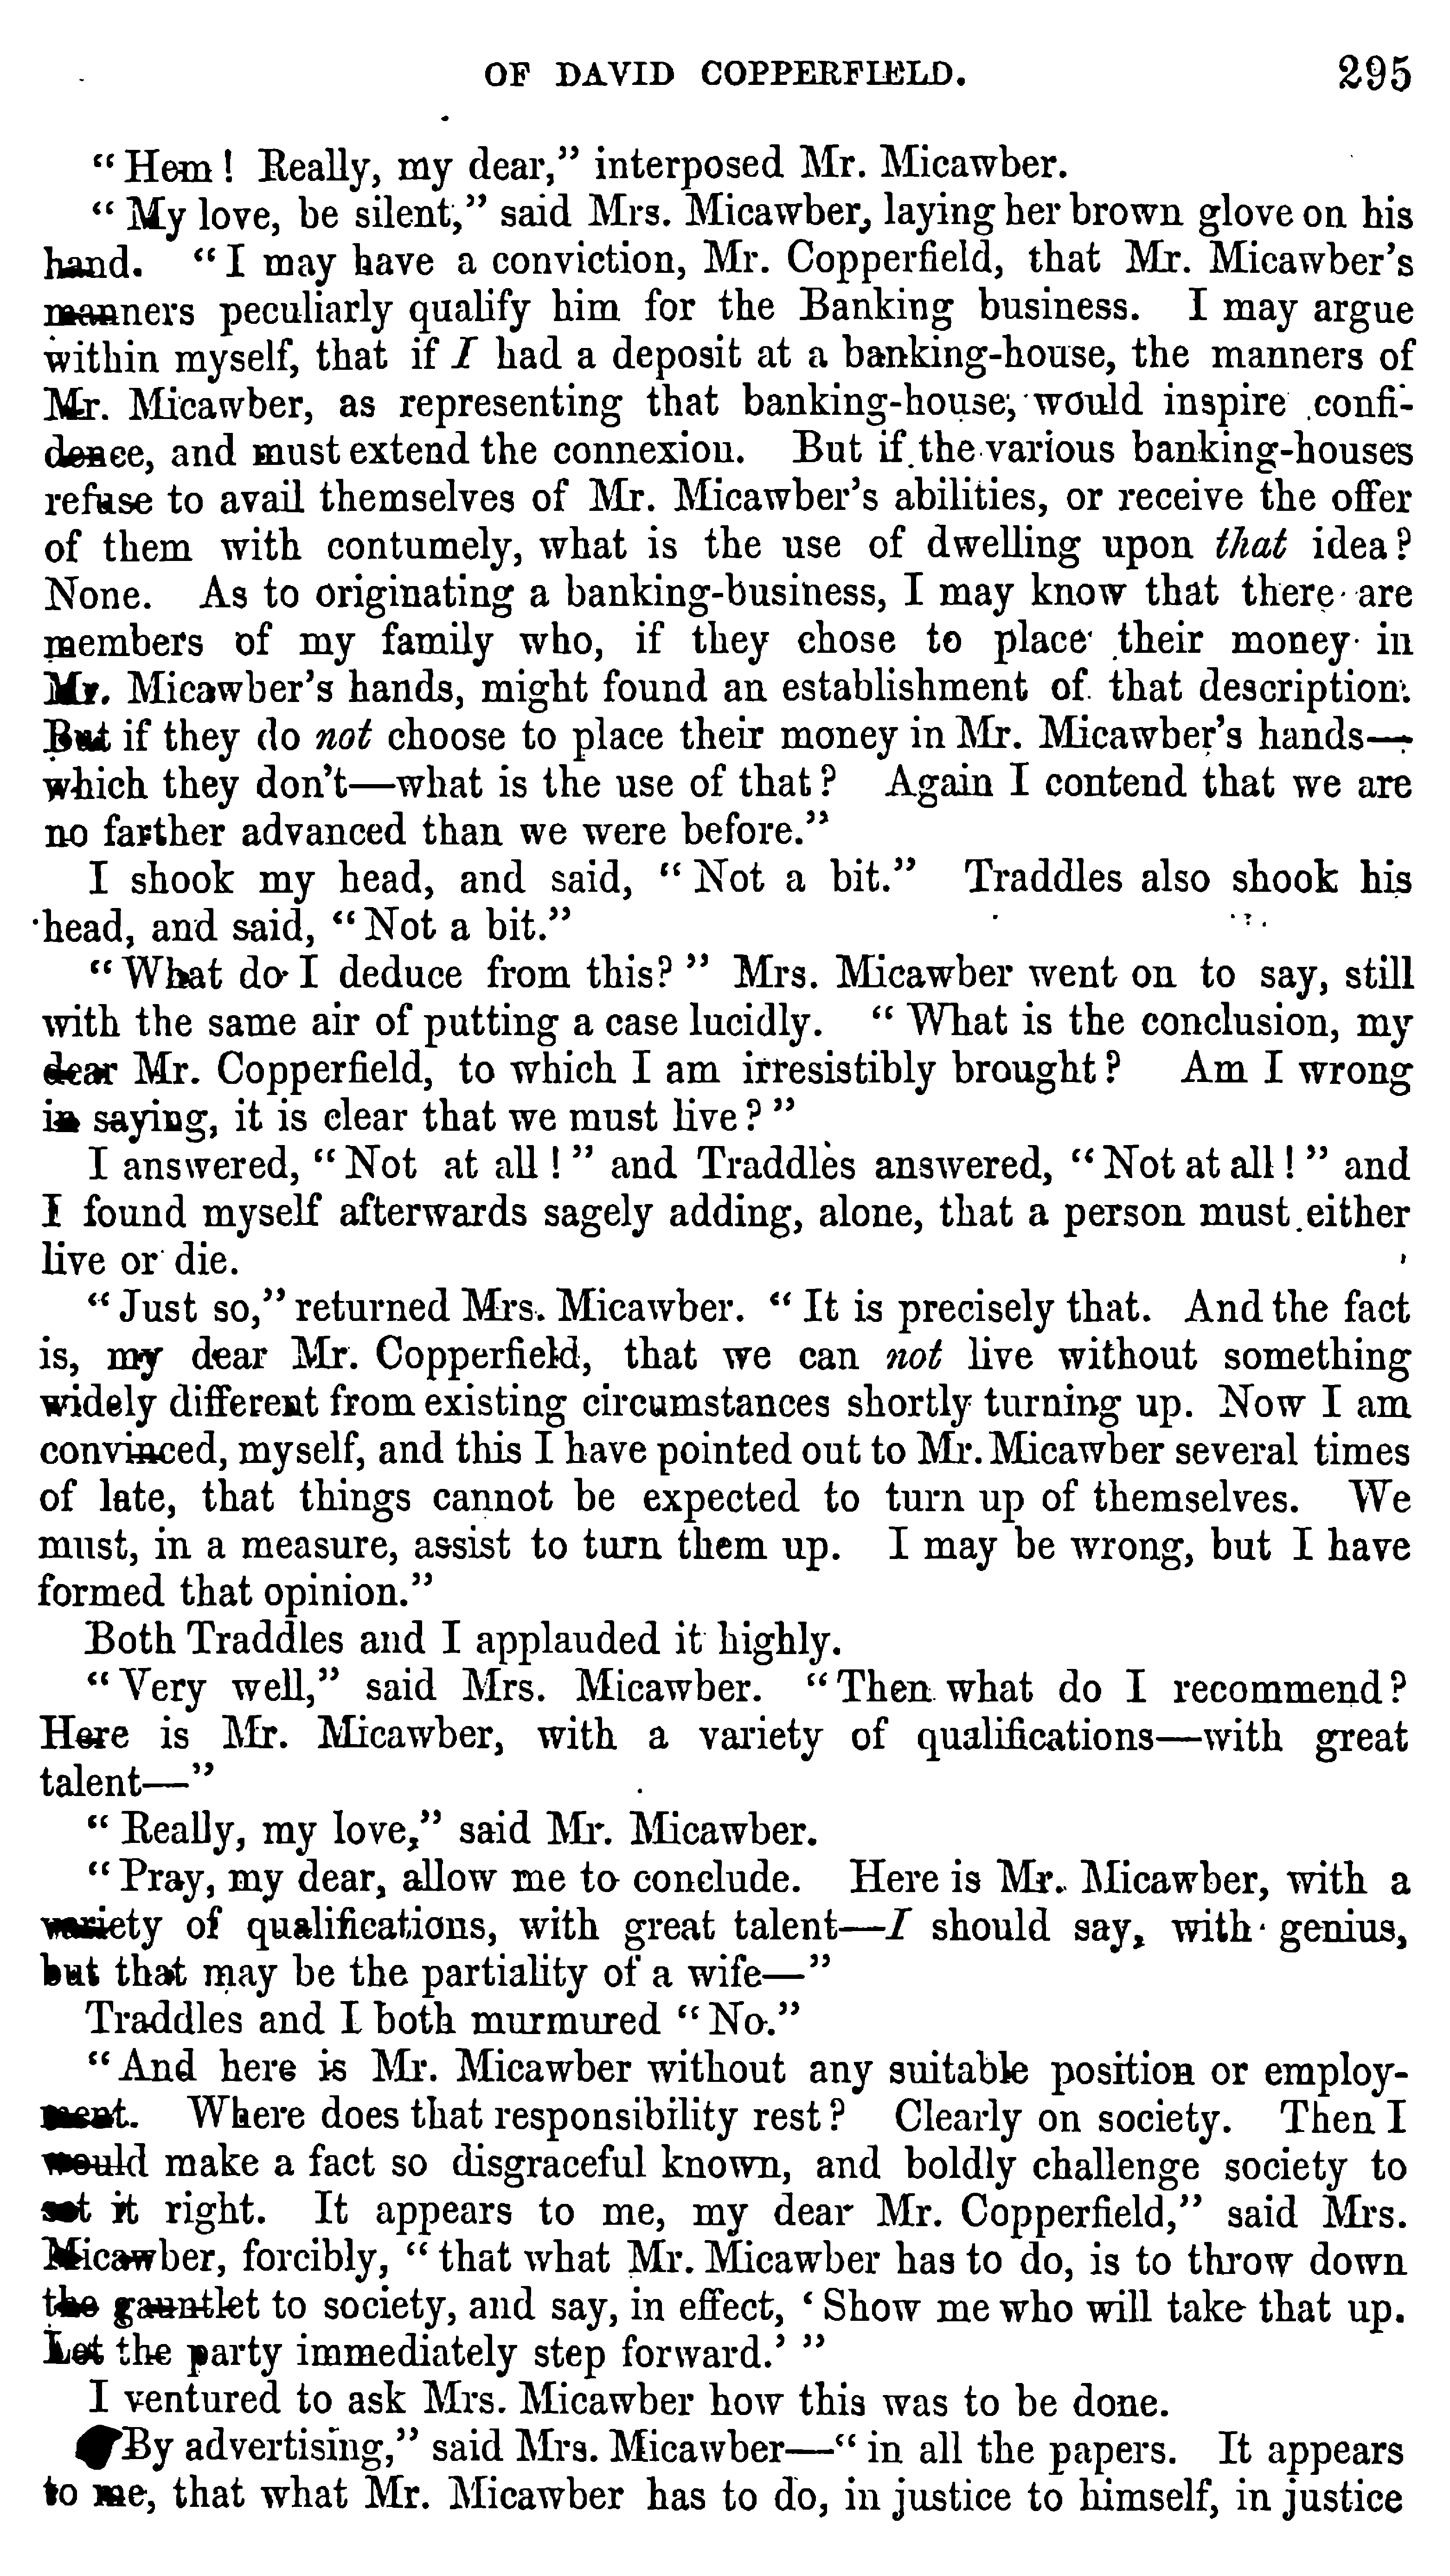 OF DAVID COPPERFIELD. 295
“Hem! Really, my dear,” interposed Mr. Micawber.
“My love, be silent,” said Mrs. Micawber, laying her brown glove on his
hand. “I may have a conviction, Mr. Copperfield, that Mr. Micawber's
manners peculiarly qualify him for the Banking business. I may argue
within myself, that if I had a deposit at a banking-house, the manners of
Mr. Micawber, as representing that banking-house, would inspire confi-
dence, and must extend the connexion. But if the various banking-houses
refuse to avail themselves of Mr. Micawber's abilities, or receive the offer
of them with contumely, what is the use of dwelling upon that idea?
None. As to originating a banking-business, I may know that there are
members of my family who, if they chose to place their money in
Mr. Micawber's hands, might found an establishment of that description.
But if they do not choose to place their money in Mr. Micawber's hands—
which they don't—what is the use of that? Again I contend that we are
no farther advanced than we were before.”
I shook my head, and said, “Not a bit.” Traddles also shook his
head, and said, “Not a bit.”
“What do I deduce from this?” Mrs. Micawber went on to say, still
with the same air of putting a case lucidly. “What is the conclusion, my
dear Mr. Copperfield, to which I am irresistibly brought? Am I wrong
in saying, it is clear that we must live?”
I answered, “Not at all!” and Traddles answered, “Not at all!” and
I found myself afterwards sagely adding, alone, that a person must either
live or die.
“Just so,” returned Mrs. Micawber. “It is precisely that. And the fact
is, my dear Mr. Copperfield, that we can not live without something
widely different from existing circumstances shortly turning up. Now I am
convinced, myself, and this I have pointed out to Mr. Micawber several times
of late, that things cannot be expected to turn up of themselves. We
must, in a measure, assist to turn them up. I may be wrong, but I have
formed that opinion.”
Both Traddles and I applauded it highly.
“Very well,” said Mrs. Micawber. “Then what do I recommend?
Here is Mr. Micawber, with a variety of qualifications—with great
talent—”
“Really, my love,” said Mr. Micawber.
“Pray, my dear, allow me to conclude. Here is Mr. Micawber, with a
variety of qualifications, with great talent—I should say, with genius,
but that may be the partiality of a wife—”
Traddles and I both murmured “No.”
“And here is Mr. Micawber without any suitable position or employ-
ment. Where does that responsibility rest? Clearly on society. Then I
would make a fact so disgraceful known, and boldly challenge society to
set it right. It appears to me, my dear Mr. Copperfield,” said Mrs.
Micawber, forcibly, “that what Mr. Micawber has to do, is to throw down
the gauntlet to society, and say, in effect, ‘Show me who will take that up.
Let the party immediately step forward.’”
I ventured to ask Mrs. Micawber how this was to be done.
“By advertising,” said Mrs. Micawber—“in all the papers. It appears
to me, that what Mr. Micawber has to do, in justice to himself, in justice